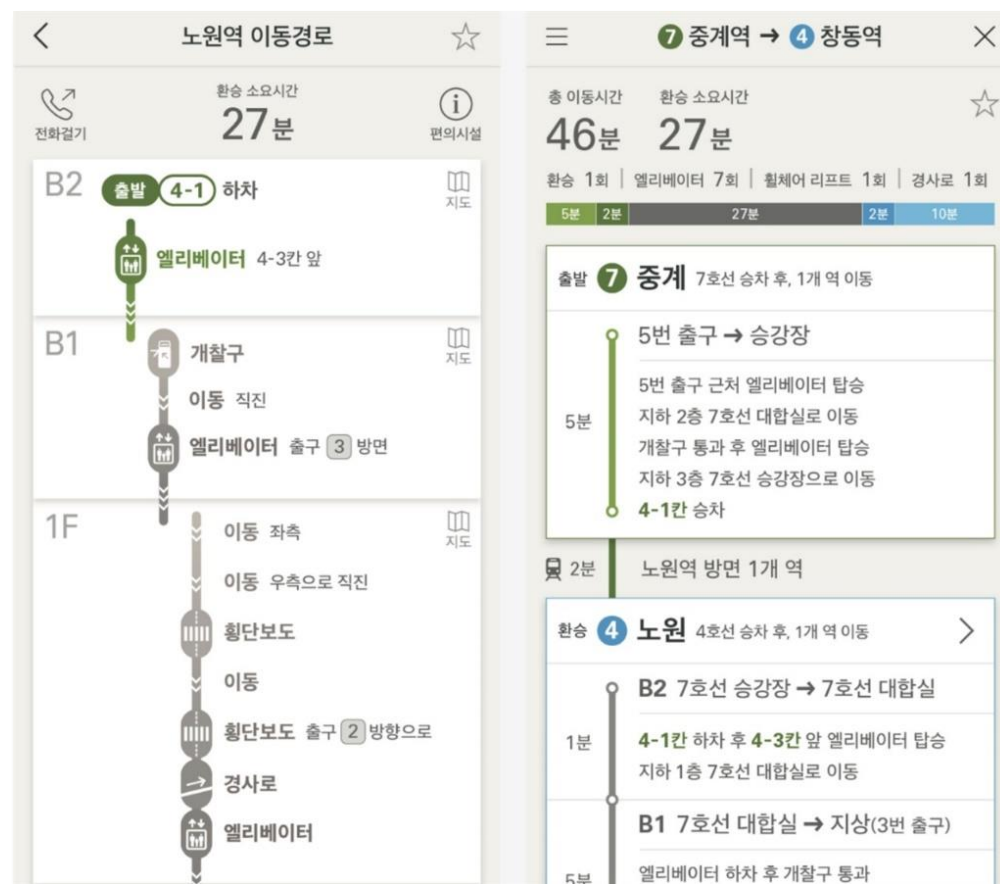 노원역 이동경로
전화걸기
환승 소요시간
27분
편의시설
B2 출발 4-1 하차
지도
엘리베이터 4-3칸 앞
B1
지도
개찰구
이동 직진
엘리베이터 출구 3 방면
1F
지도
이동 좌측
이동 우측으로 직진
횡단보도
이동
횡단보도 출구 2 방향으로
경사로
엘리베이터
7 중계역 → 4 창동역
총 이동시간 환승 소요시간
46분 27분
환승 1회 | 엘리베이터 7회 | 휠체어 리프트 1회 | 경사로 1회
5분 2분 27분 2분 10분
출발 7 중계 7호선 승차 후, 1개 역 이동
5번 출구 → 승강장
5분
5번 출구 근처 엘리베이터 탑승
지하 2층 7호선 대합실로 이동
개찰구 통과 후 엘리베이터 탑승
지하 3층 7호선 승강장으로 이동
4-1칸 승차
2분 노원역 방면 1개 역
환승 4 노원 4호선 승차 후, 1개 역 이동
B2 7호선 승강장 → 7호선 대합실
1분
4-1칸 하차 후 4-3칸 앞 엘리베이터 탑승
지하 1층 7호선 대합실로 이동
B1 7호선 대합실 → 지상(3번 출구)
5분
엘리베이터 하차 후 개찰구 통과